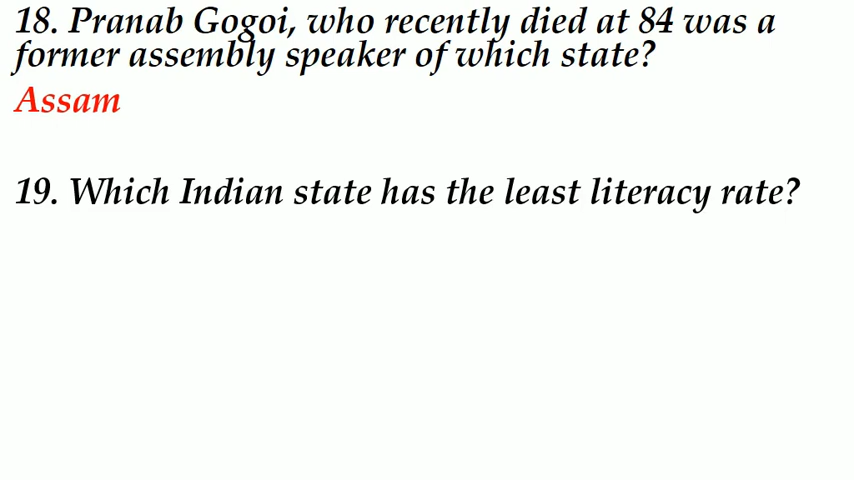 18. Pranab Gogoi, who recently died at 84 was a
former assembly speaker of which state?
Assam
19. Which Indian state has the least literacy rate?